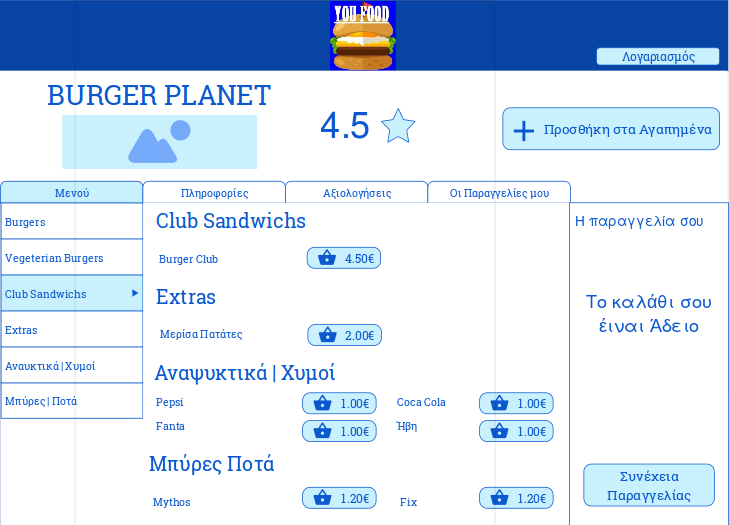 YOU FOOD
Λογαριασμός
BURGER PLANET
4.5
Προσθήκη στα Αγαπημένα
Μενού
Πληροφορίες
Αξιολογήσεις
Οι Παραγγελίες μου
Burgers
Vegeterian Burgers
Club Sandwichs
Extras
Αναυκτικά | Χυμοί
Μπύρες | Ποτά
Club Sandwichs
Burger Club 4.50€
Extras
Μερίσα Πατάτες 2.00€
Αναψυκτικά | Χυμοί
Pepsi 1.00€ Coca Cola 1.00€
Fanta 1.00€ Ήβη 1.00€
Μπύρες Ποτά
Mythos 1.20€ Fix 1.20€
Η παραγγελία σου
Το καλάθι σου
έιναι Άδειο
Συνέχεια
Παραγγελίας